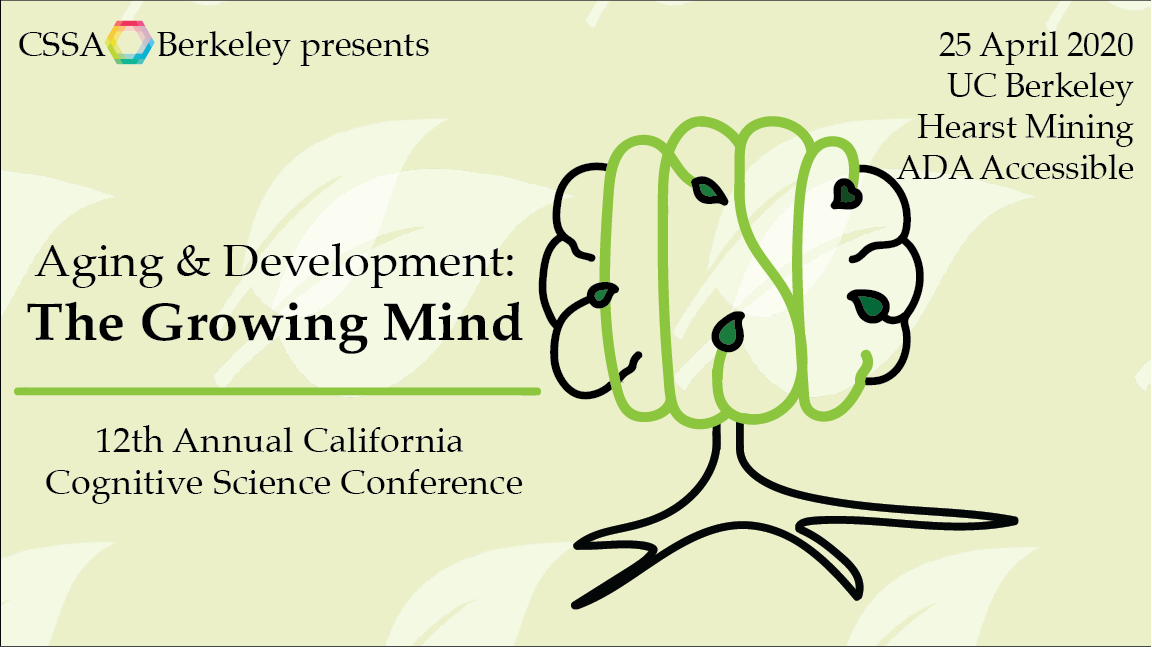 CSSA Berkeley presents
25 April 2020
UC Berkeley
Hearst Mining
ADA Accessible
Aging & Development:
The Growing Mind
12th Annual California
Cognitive Science Conference